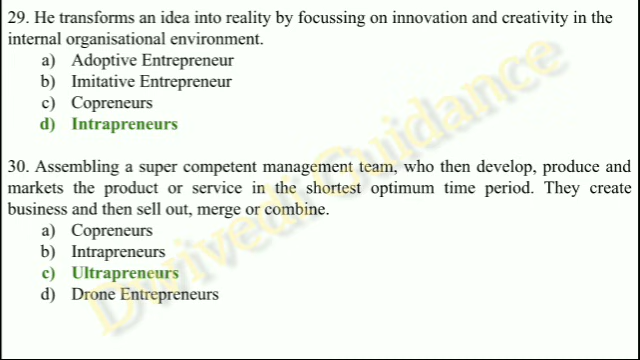 29. He transforms an idea into reality by focussing on innovation and creativity in the
internal organisational environment.
a) Adoptive Entrepreneur
b) Imitative Entrepreneur
c) Copreneurs
d) Intrapreneurs
30. Assembling a super competent management team, who then develop, produce and
markets the product or service in the shortest optimum time period. They create
business and then sell out, merge or combine.
a) Copreneurs
b) Intrapreneurs
c) Ultrapreneurs
d) Drone Entrepreneurs
Dwivedi Guidance